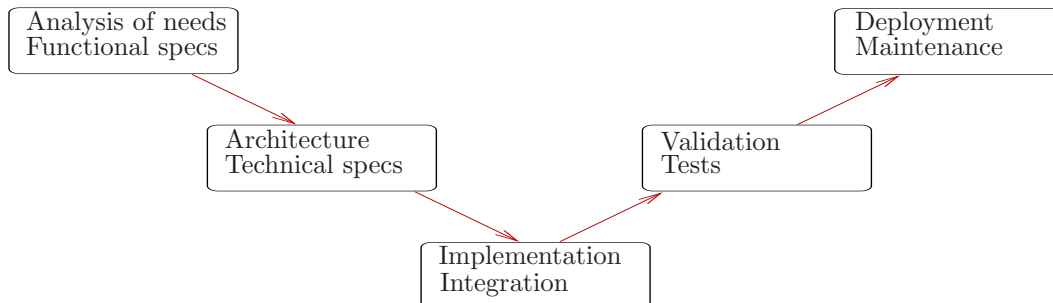 Analysis of needs
Functional specs
Deployment
Maintenance
Architecture
Technical specs
Validation
Tests
Implementation
Integration